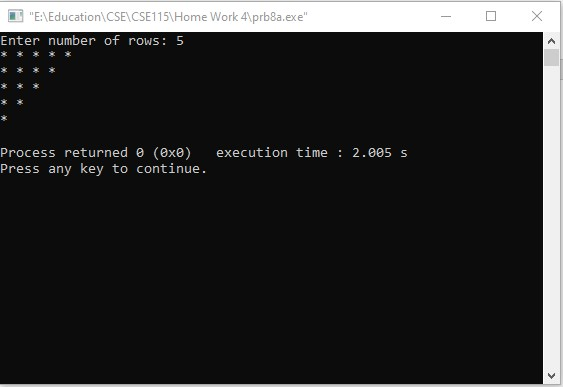 "E:\Education\CSE\CSE115\Home Work 4\prb8a.exe"
Enter number of rows: 5
* * * * *
* * * *
* * *
* *
*
Process returned 0 (0x0)   execution time : 2.005 s
Press any key to continue.